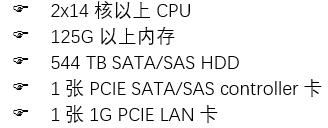 ☞ 2x14 核以上 CPU
☞ 125G 以上内存
☞ 544 TB SATA/SAS HDD
☞ 1 张 PCIE SATA/SAS controller 卡
☞ 1 张 1G PCIE LAN 卡